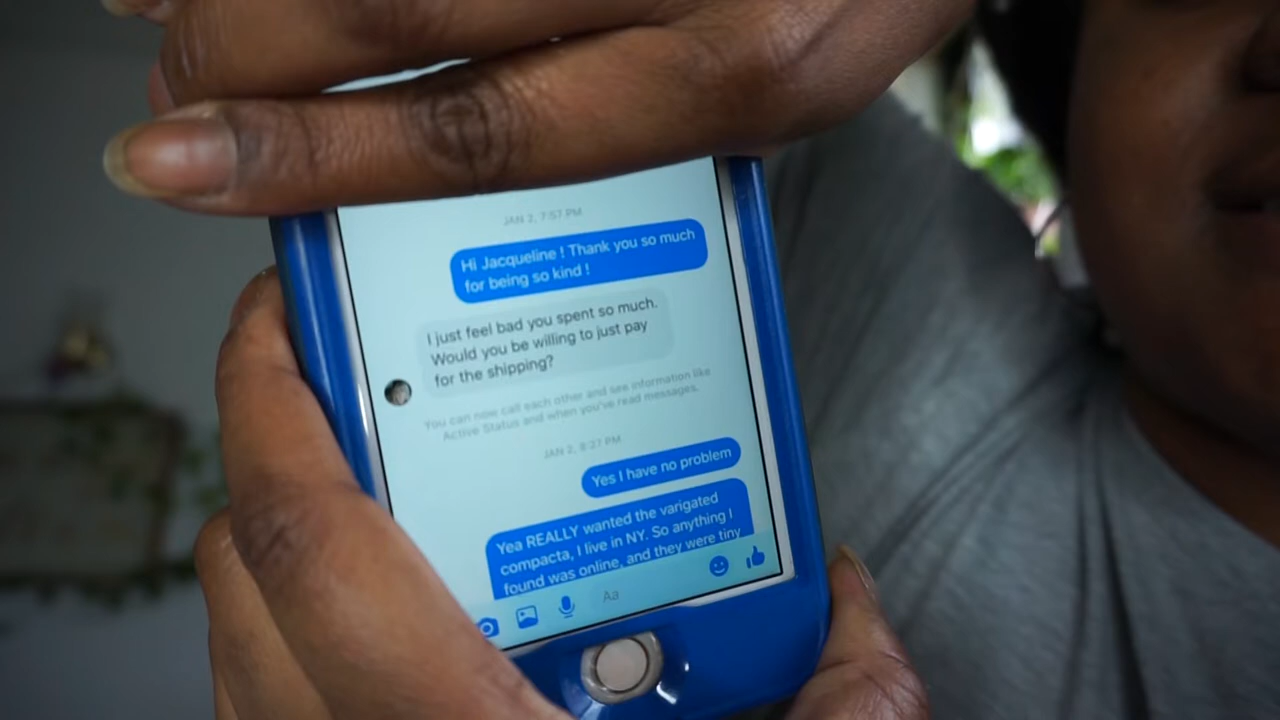 JAN 2, 7:57 PM
Hi Jacqueline ! Thank you so much
for being so kind !
I just feel bad you spent so much.
Would you be willing to just pay
for the shipping?
You can now call each other and see information like
Active Status and when you've read messages.
JAN 2, 8:27 PM
Yes I have no problem
Yea REALLY wanted the varigated
compacta, I live in NY. So anything I
found was online, and they were tiny
Aa